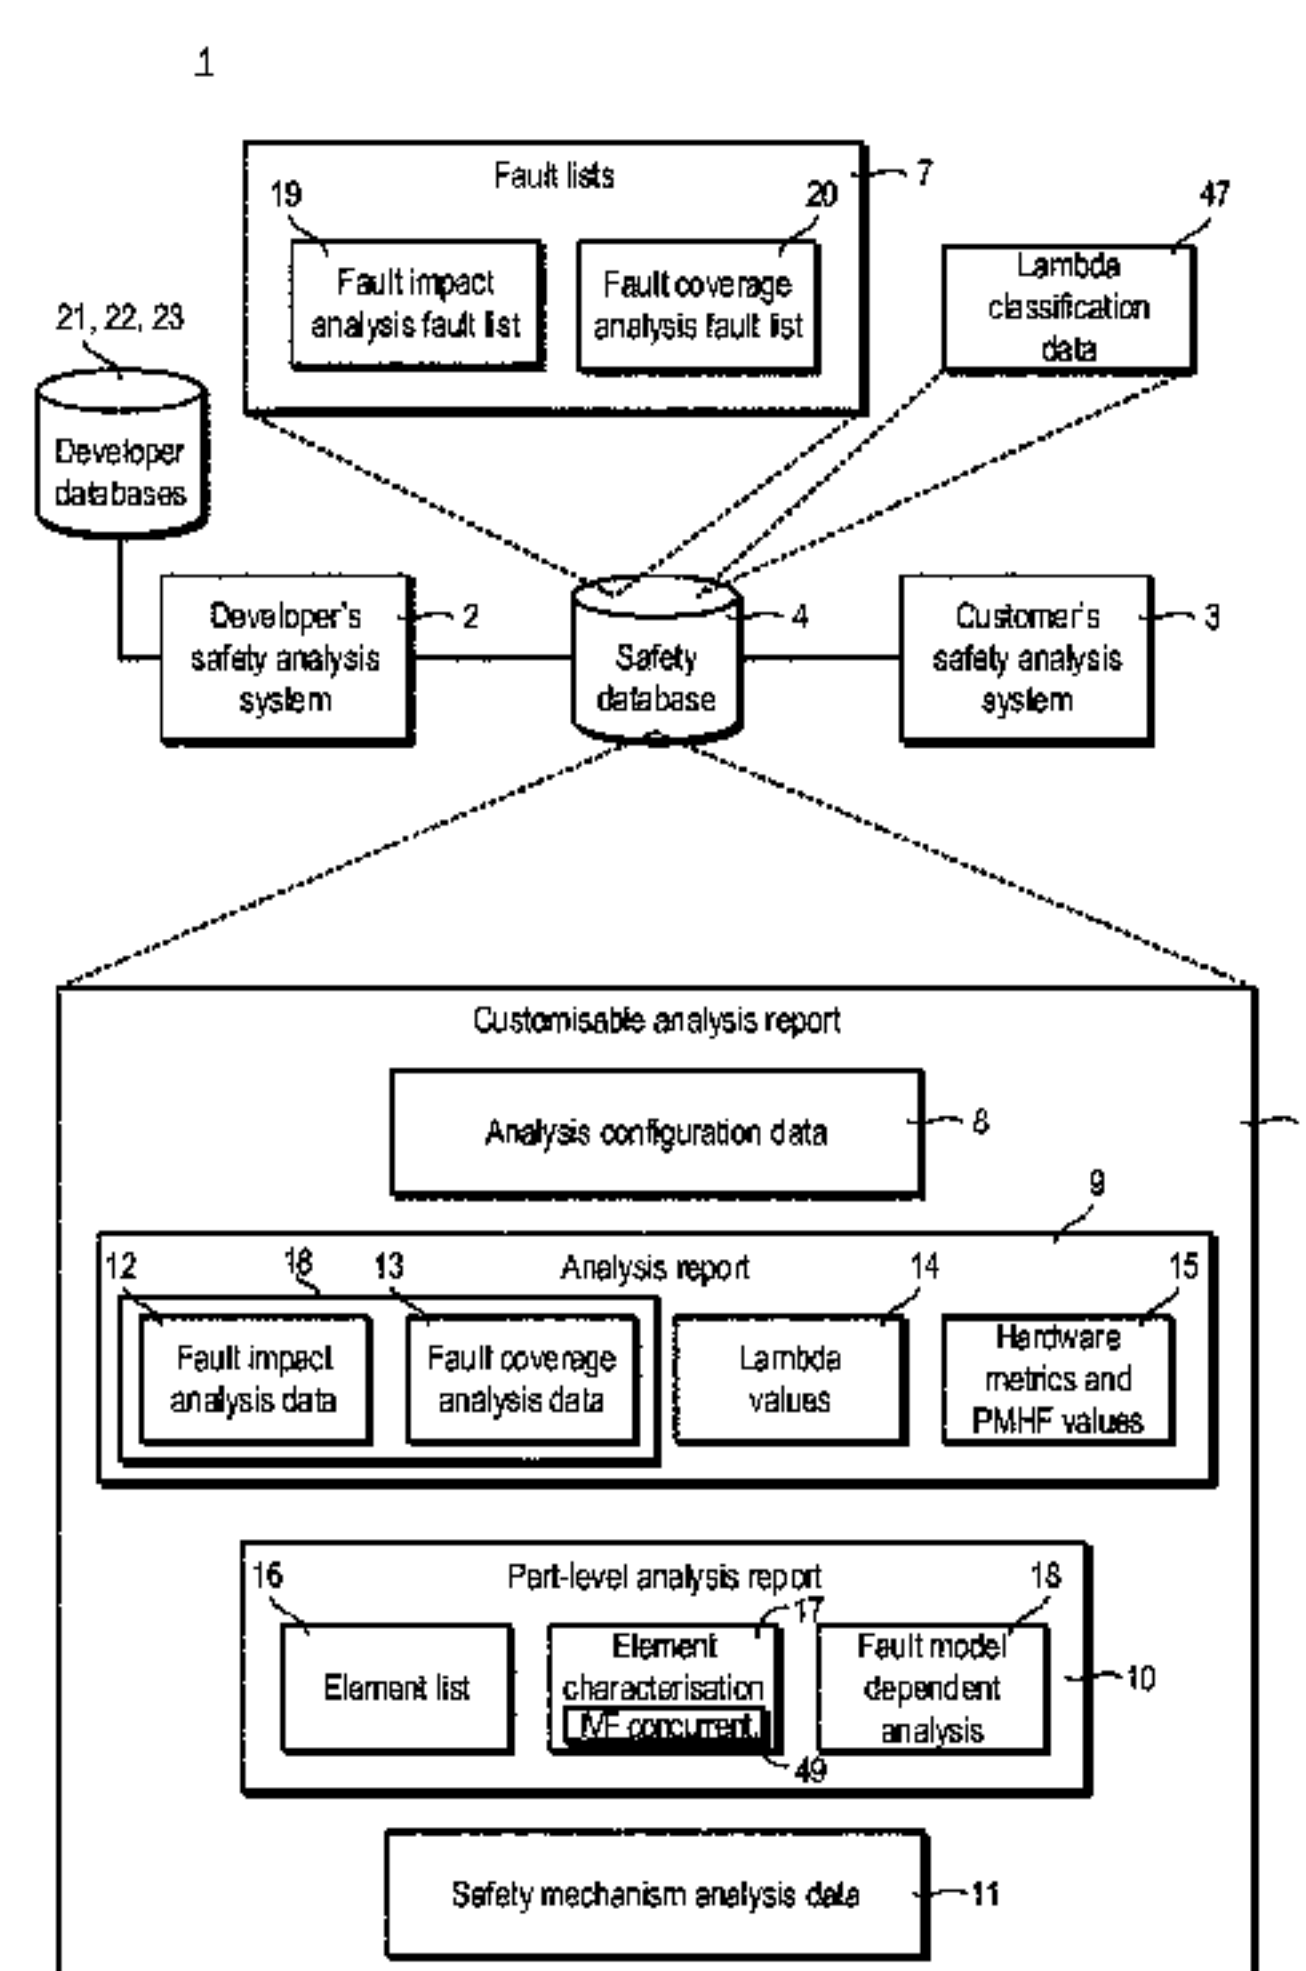 1
Fault lists
7
19
20
47
Fault impact
analysis fault list
Fault coverage
analysis fault list
Lambda
classification
data
21, 22, 23
Developer
databases
Developer's
safety analysis
system
2
Safety
database
4
Customer's
safety analysis
system
3
Customisable analysis report
Analysis configuration data
8
9
12
18
13
Analysis report
14
15
Fault impact
analysis data
Fault coverage
analysis data
Lambda
values
Hardware
metrics and
PMHF values
16
Part-level analysis report
18
17
Element list
Element
characterisation
IVF concurrent.
49
Fault model
dependent
analysis
10
Safety mechanism analysis data
11